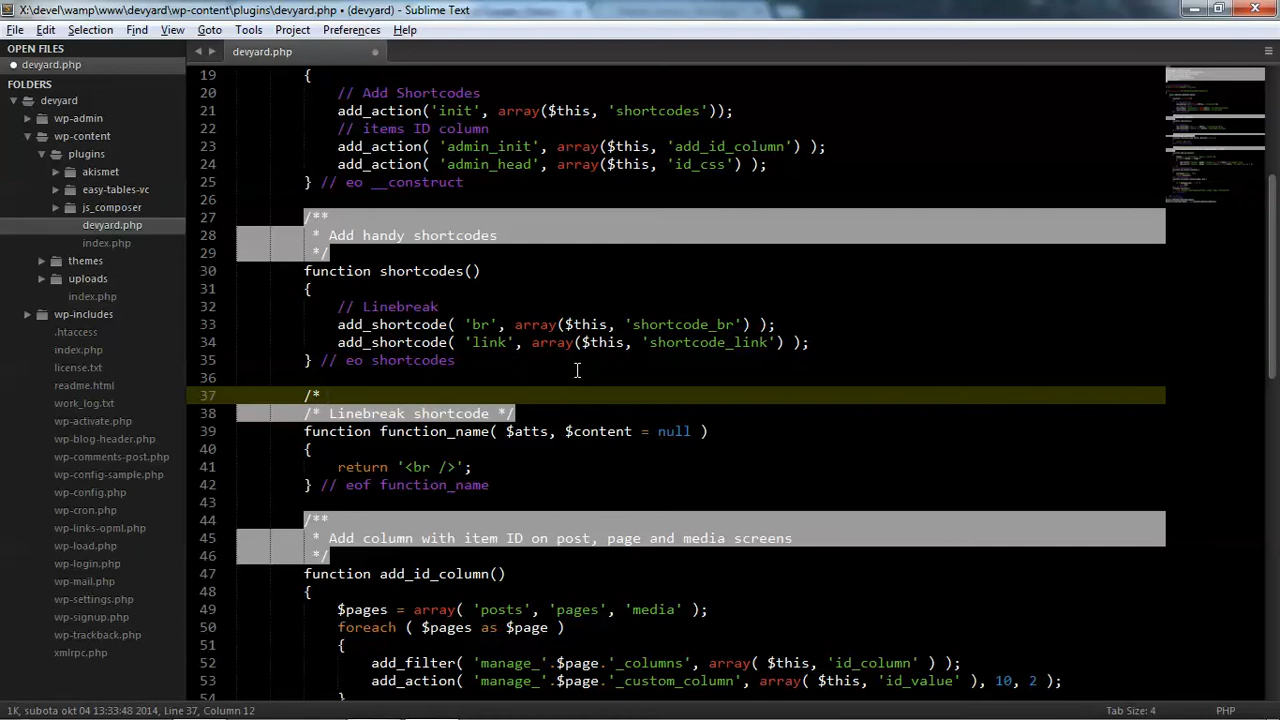 X:\devel\wamp\www\devyard\wp-content\plugins\devyard.php • (devyard) - Sublime Text
File Edit Selection Find View Goto Tools Project Preferences Help
OPEN FILES
devyard.php
FOLDERS
devyard
wp-admin
wp-content
plugins
akismet
easy-tables-vc
js_composer
devyard.php
index.php
themes
uploads
index.php
wp-includes
.htaccess
index.php
license.txt
readme.html
work_log.txt
wp-activate.php
wp-blog-header.php
wp-comments-post.php
wp-config-sample.php
wp-config.php
wp-cron.php
wp-links-opml.php
wp-load.php
wp-login.php
wp-mail.php
wp-settings.php
wp-signup.php
wp-trackback.php
xmlrpc.php
devyard.php
19 {
20 // Add Shortcodes
21 add_action('init', array($this, 'shortcodes'));
22 // items ID column
23 add_action( 'admin_init', array($this, 'add_id_column') );
24 add_action( 'admin_head', array($this, 'id_css') );
25 } // eo __construct
26
27 /**
28 * Add handy shortcodes
29 */
30 function shortcodes()
31 {
32 // Linebreak
33 add_shortcode( 'br', array($this, 'shortcode_br') );
34 add_shortcode( 'link', array($this, 'shortcode_link') );
35 } // eo shortcodes
36
37 /*
38 /* Linebreak shortcode */
39 function function_name( $atts, $content = null )
40 {
41 return '<br />';
42 } // eof function_name
43
44 /**
45 * Add column with item ID on post, page and media screens
46 */
47 function add_id_column()
48 {
49 $pages = array( 'posts', 'pages', 'media' );
50 foreach ( $pages as $page )
51 {
52 add_filter( 'manage_'.$page.'_columns', array( $this, 'id_column' ) );
53 add_action( 'manage_'.$page.'_custom_column', array( $this, 'id_value' ), 10, 2 );
54 }
1K, subota okt 04 13:33:48 2014, Line 37, Column 12
Tab Size: 4
PHP